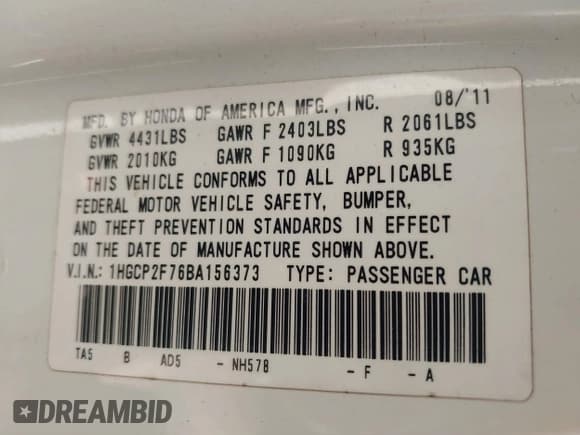 MFD. BY HONDA OF AMERICA MFG., INC. 08/'11
GVWR 4431LBS GAWR F 2403LBS R 2061LBS
GVWR 2010KG GAWR F 1090KG R 935KG
THIS VEHICLE CONFORMS TO ALL APPLICABLE
FEDERAL MOTOR VEHICLE SAFETY, BUMPER,
AND THEFT PREVENTION STANDARDS IN EFFECT
ON THE DATE OF MANUFACTURE SHOWN ABOVE.
V.I.N.: 1HGCP2F76BA156373 TYPE: PASSENGER CAR
TA5 B AD5 - NH578 - F - A
DREAMBID